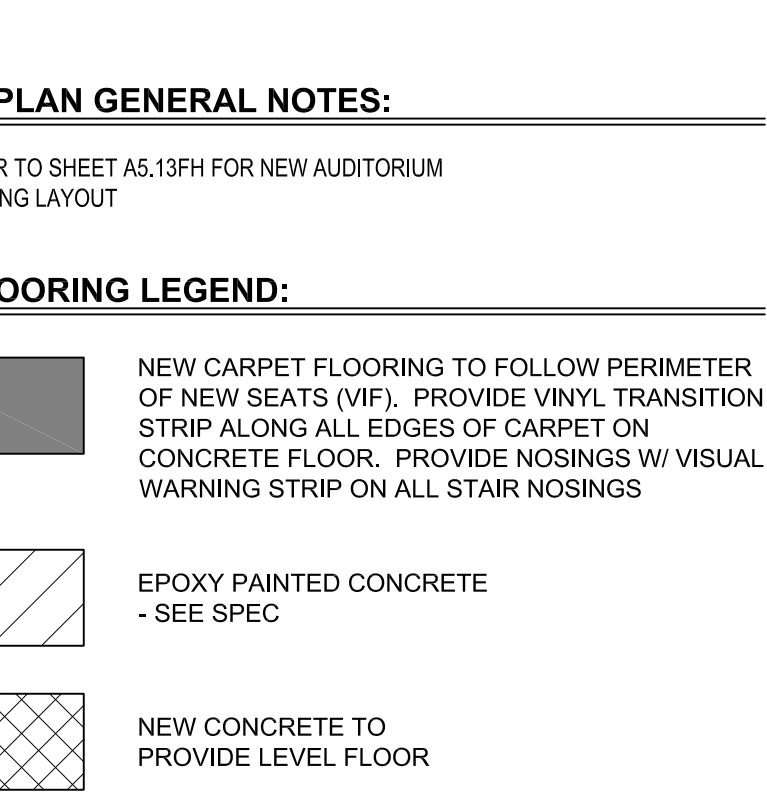 PLAN GENERAL NOTES:
R TO SHEET A5.13FH FOR NEW AUDITORIUM
NG LAYOUT
OORING LEGEND:
NEW CARPET FLOORING TO FOLLOW PERIMETER
OF NEW SEATS (VIF). PROVIDE VINYL TRANSITION
STRIP ALONG ALL EDGES OF CARPET ON
CONCRETE FLOOR. PROVIDE NOSINGS W/ VISUAL
WARNING STRIP ON ALL STAIR NOSINGS
EPOXY PAINTED CONCRETE
- SEE SPEC
NEW CONCRETE TO
PROVIDE LEVEL FLOOR